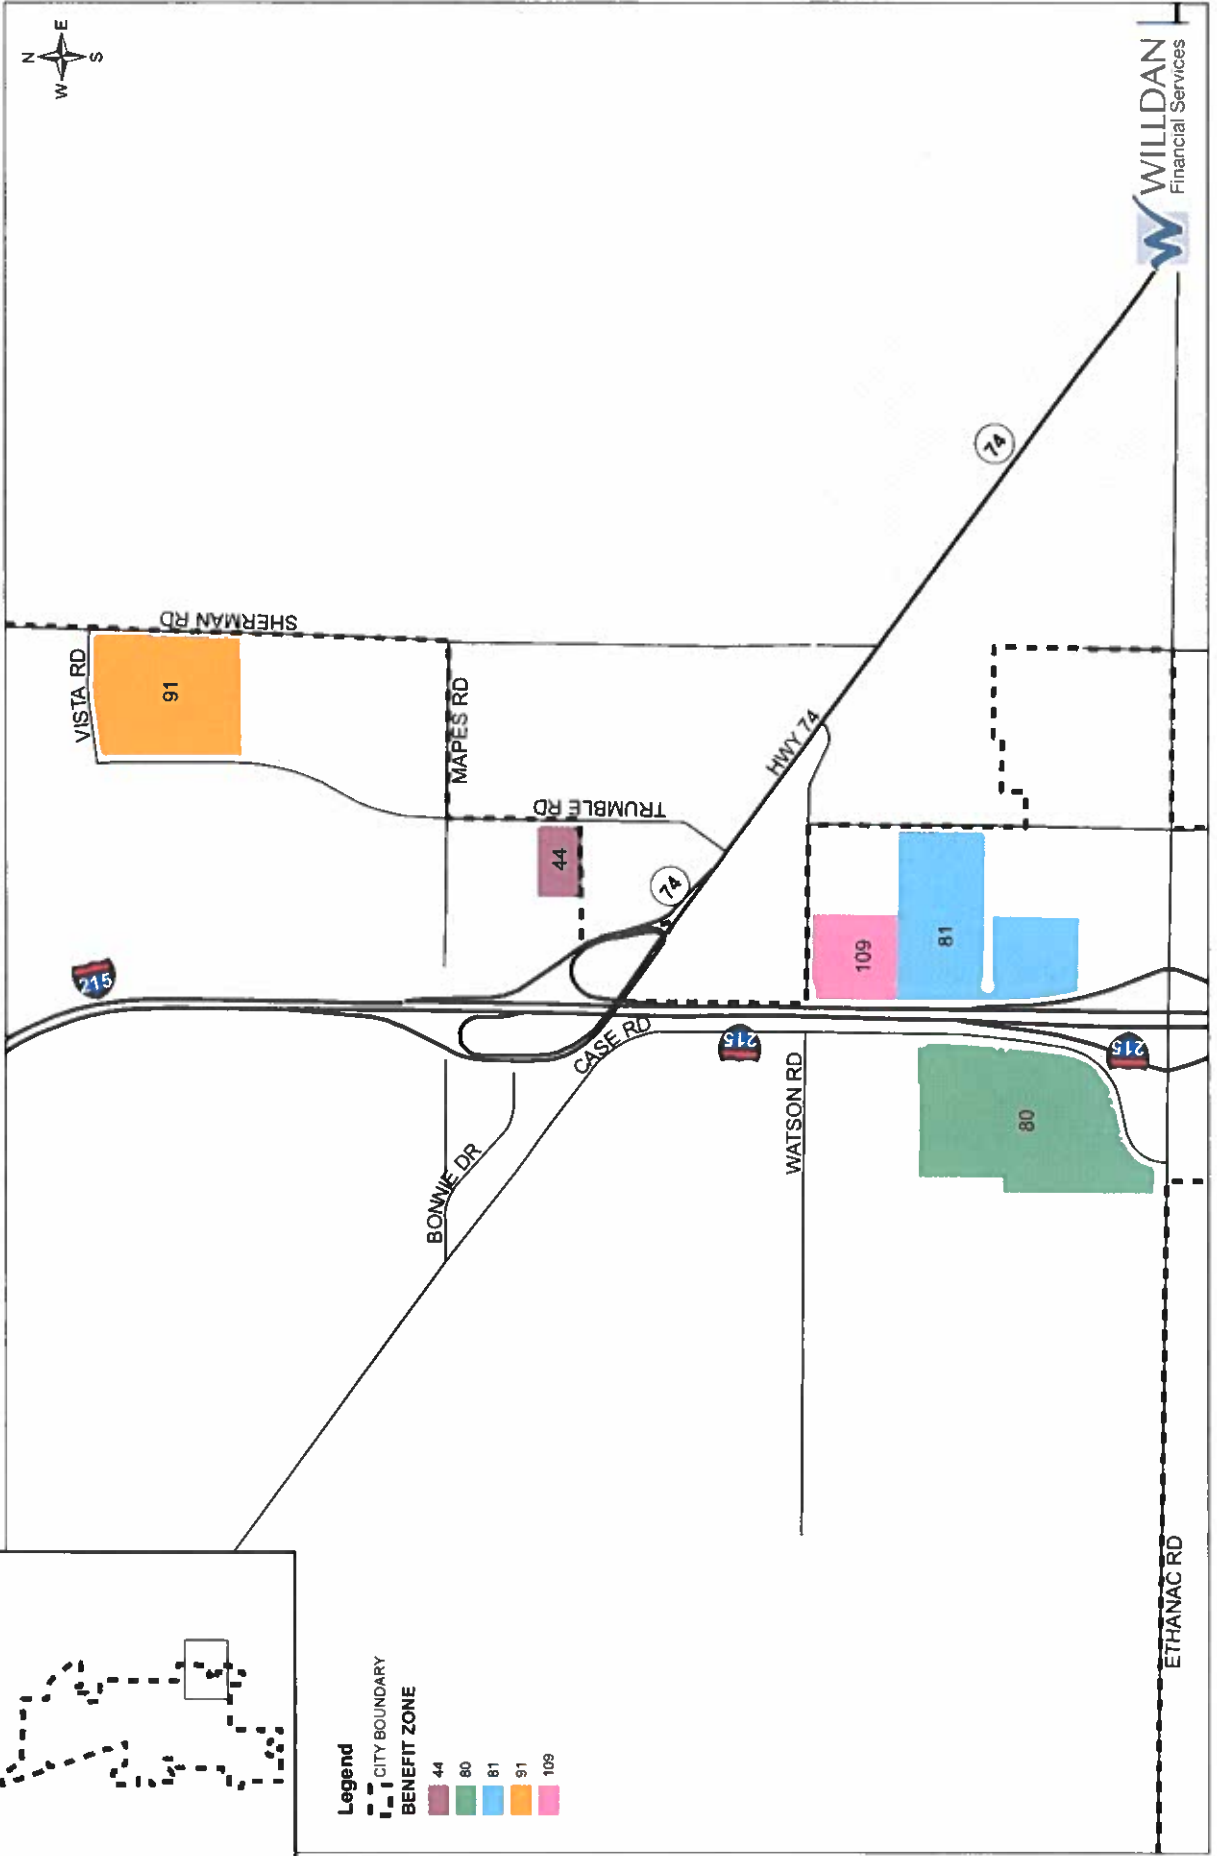 N
W
E
S
VISTA RD
SHERMAN RD
91
MAPES RD
TRUMBLE RD
44
74
HWY 74
74
215
BONNIE DR
CASE RD
215
WATSON RD
109
81
80
215
ETHANAC RD
Legend
CITY BOUNDARY
BENEFIT ZONE
44
80
81
91
109
WILLDAN
Financial Services